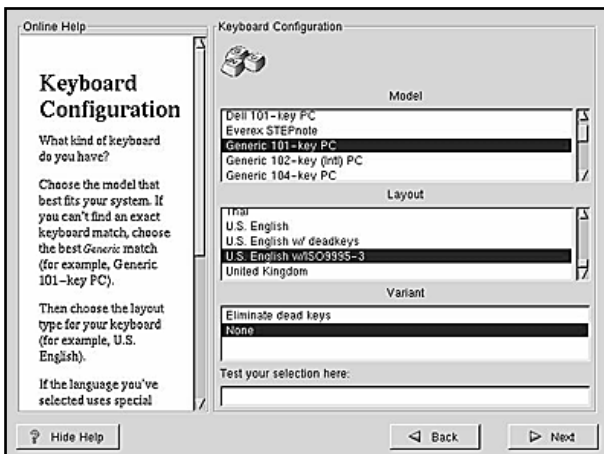 Online Help
Keyboard
Configuration
What kind of keyboard
do you have?
Choose the model that
best fits your system. If
you can't find an exact
keyboard match, choose
the best Generic match
(for example, Generic
101-key PC).
Then choose the layout
type for your keyboard
(for example, U.S.
English).
If the language you've
selected uses special
Keyboard Configuration
Model
Dell 101-key PC
Everex STEPnote
Generic 101-key PC
Generic 102-key (Intl) PC
Generic 104-key PC
Layout
Thai
U.S. English
U.S. English w/ deadkeys
U.S. English w/ISO9995-3
United Kingdom
Variant
Eliminate dead keys
None
Test your selection here:
? Hide Help
Back
Next